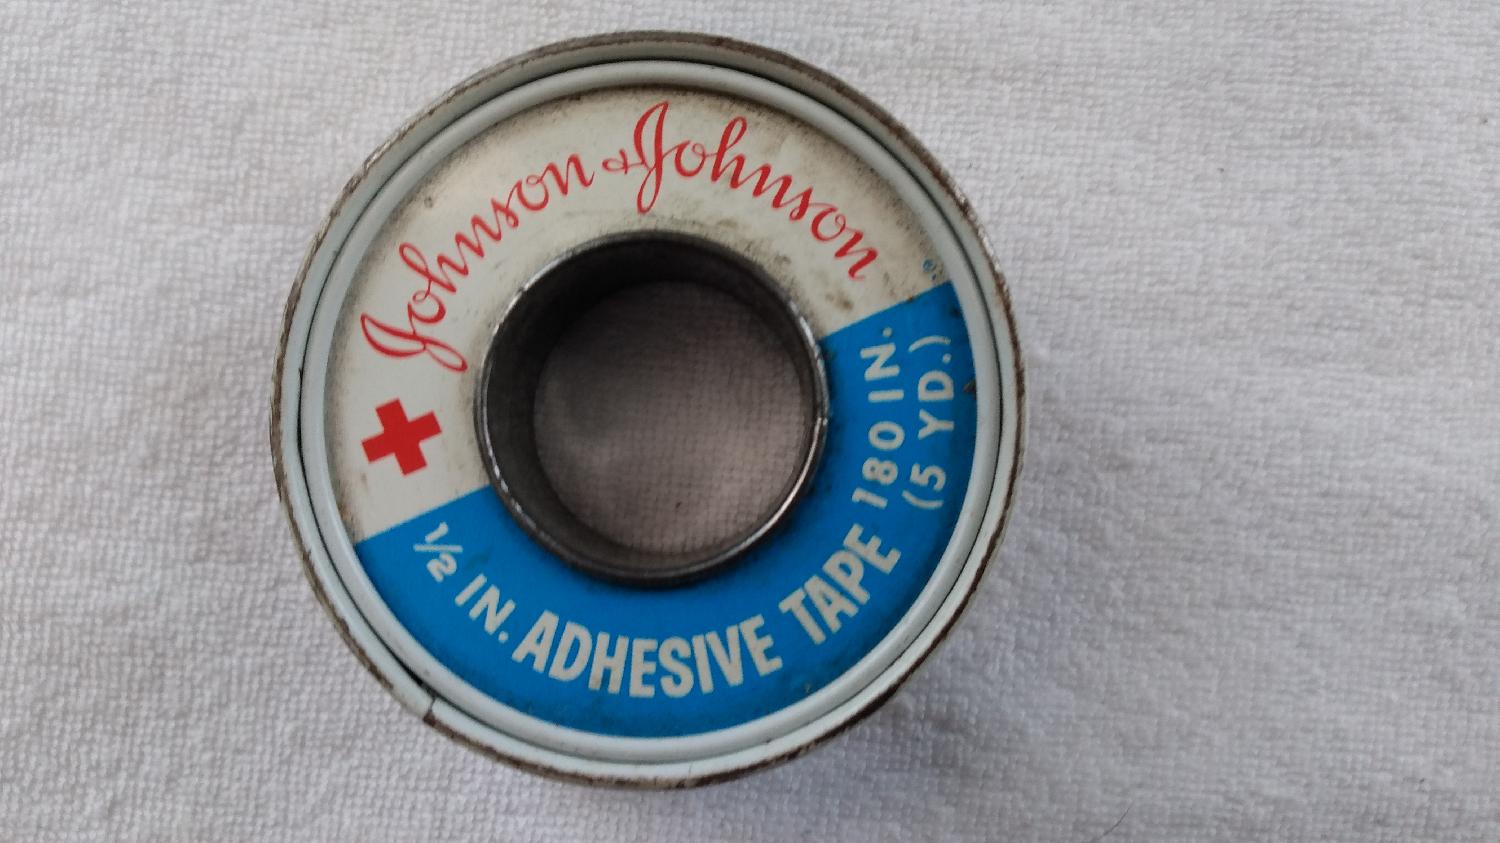 Johnson & Johnson
®
1/2 IN. ADHESIVE TAPE 180 IN.
(5 YD.)